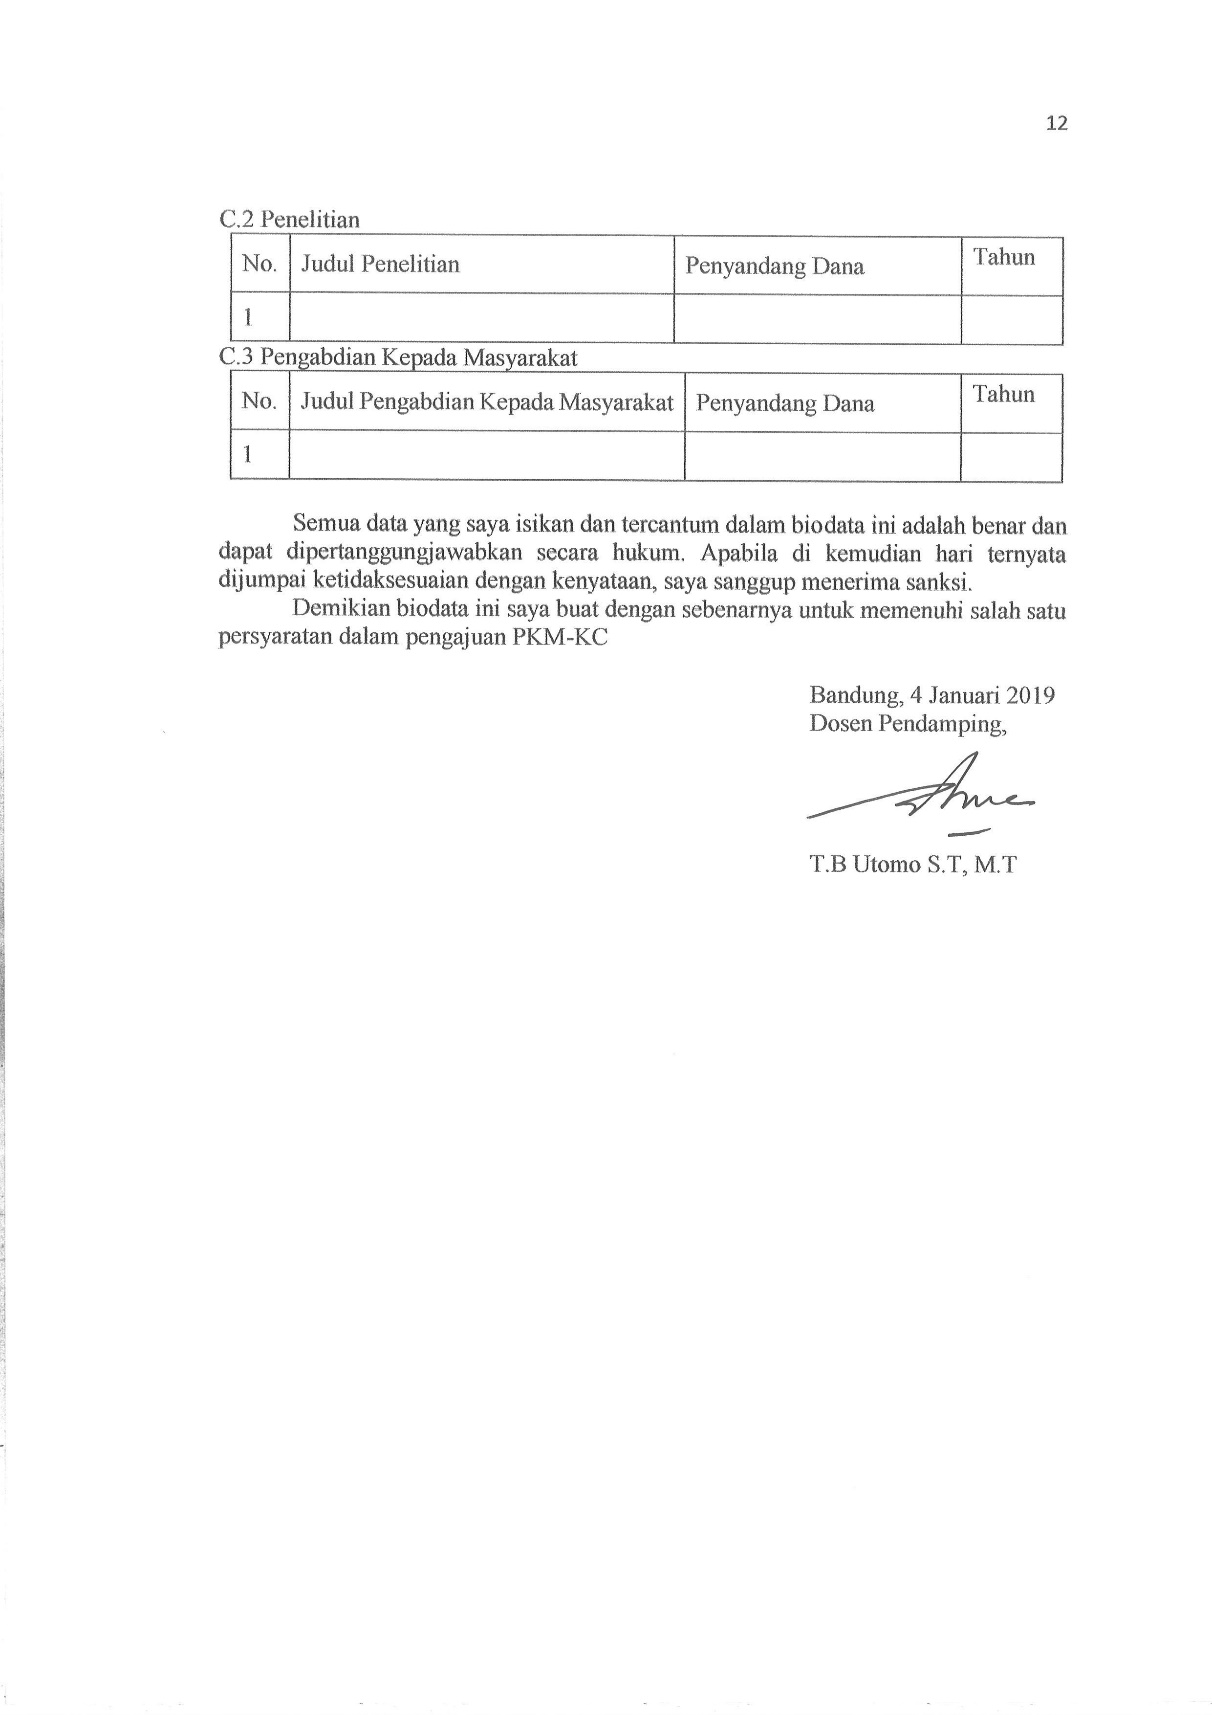 12
C.2 Penelitian
No. Judul Penelitian Penyandang Dana Tahun
1
C.3 Pengabdian Kepada Masyarakat
No. Judul Pengabdian Kepada Masyarakat Penyandang Dana Tahun
1
Semua data yang saya isikan dan tercantum dalam biodata ini adalah benar dan
dapat dipertanggungjawabkan secara hukum. Apabila di kemudian hari ternyata
dijumpai ketidaksesuaian dengan kenyataan, saya sanggup menerima sanksi.
Demikian biodata ini saya buat dengan sebenarnya untuk memenuhi salah satu
persyaratan dalam pengajuan PKM-KC
Bandung, 4 Januari 2019
Dosen Pendamping,
T.B Utomo S.T, M.T